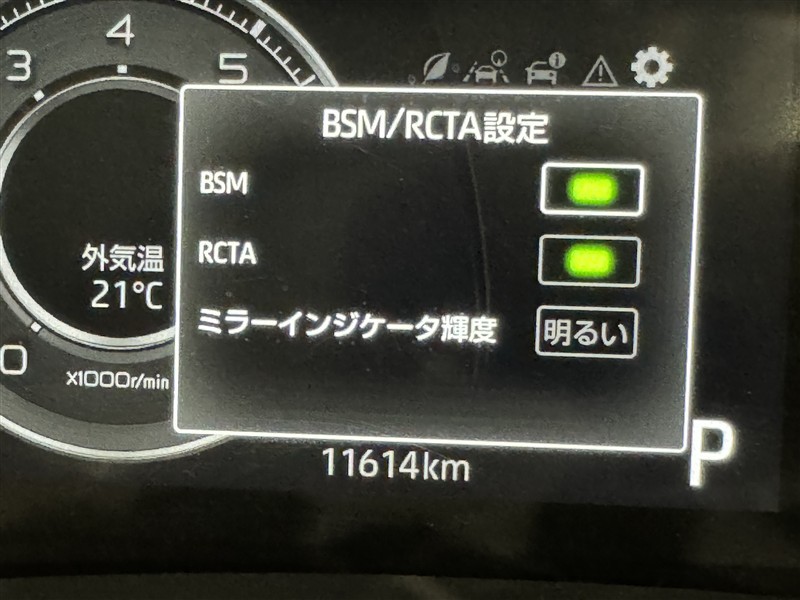 4
3
5
BSM/RCTA設定
BSM
RCTA
外気温
21°C
ミラーインジケータ輝度
明るい
0
x1000r/min
11614km
P